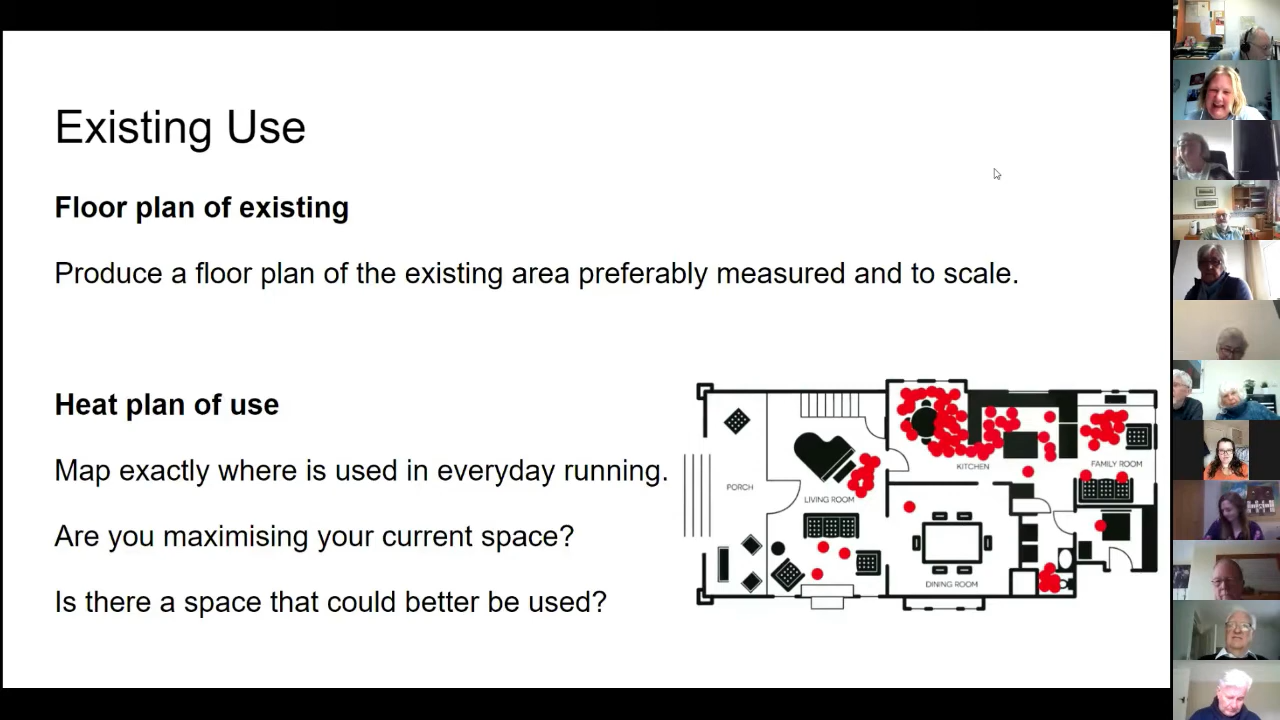 Existing Use
Floor plan of existing
Produce a floor plan of the existing area preferably measured and to scale.
Heat plan of use
Map exactly where is used in everyday running.
Are you maximising your current space?
Is there a space that could better be used?
PORCH
LIVING ROOM
KITCHEN
FAMILY ROOM
DINING ROOM